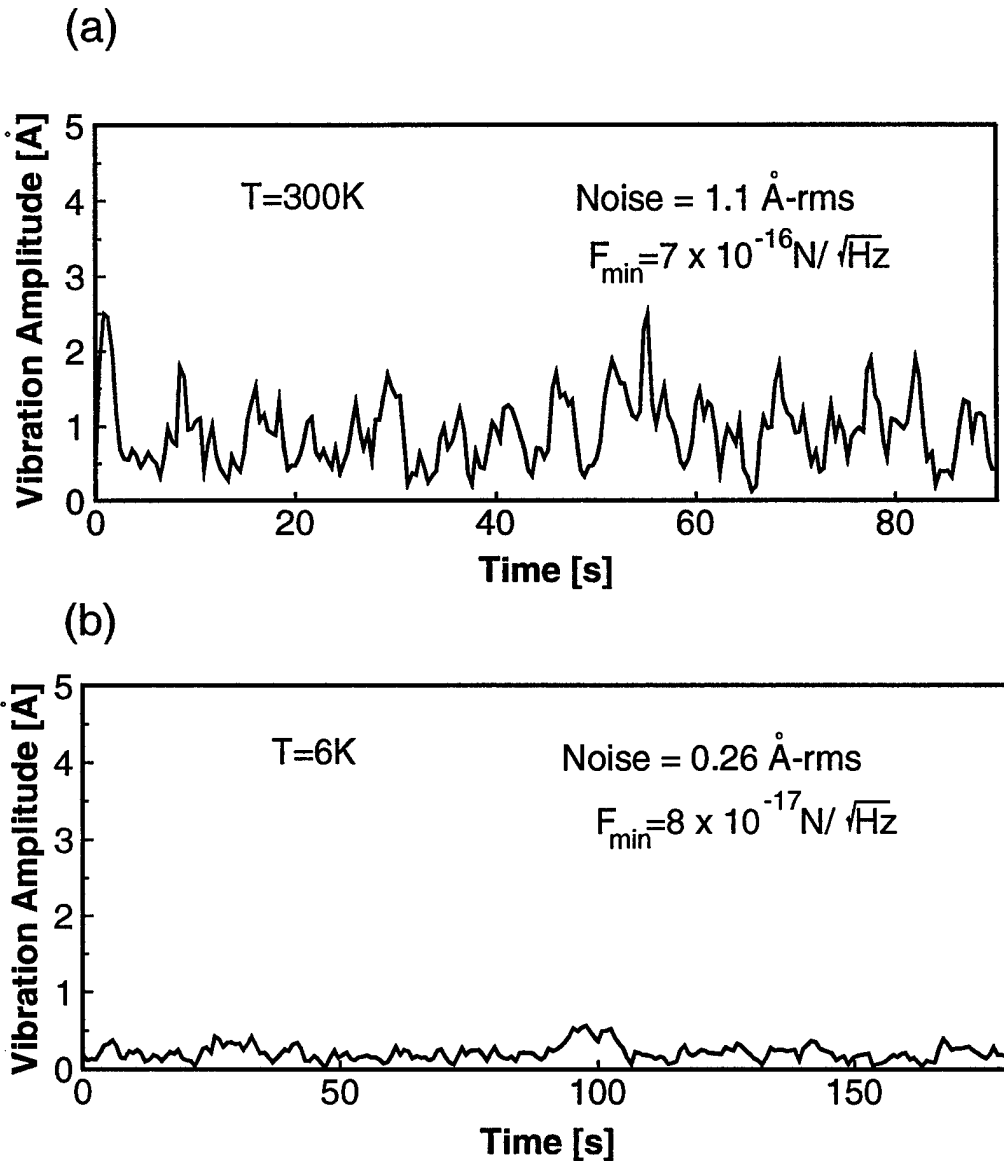 (a)
Vibration Amplitude [Å]
5
4
3
2
1
0
T=300K
Noise = 1.1 Å-rms
F_min=7 x 10^-16 N/ √Hz
0 20 40 60 80
Time [s]
(b)
Vibration Amplitude [Å]
5
4
3
2
1
0
T=6K
Noise = 0.26 Å-rms
F_min=8 x 10^-17 N/ √Hz
0 50 100 150
Time [s]